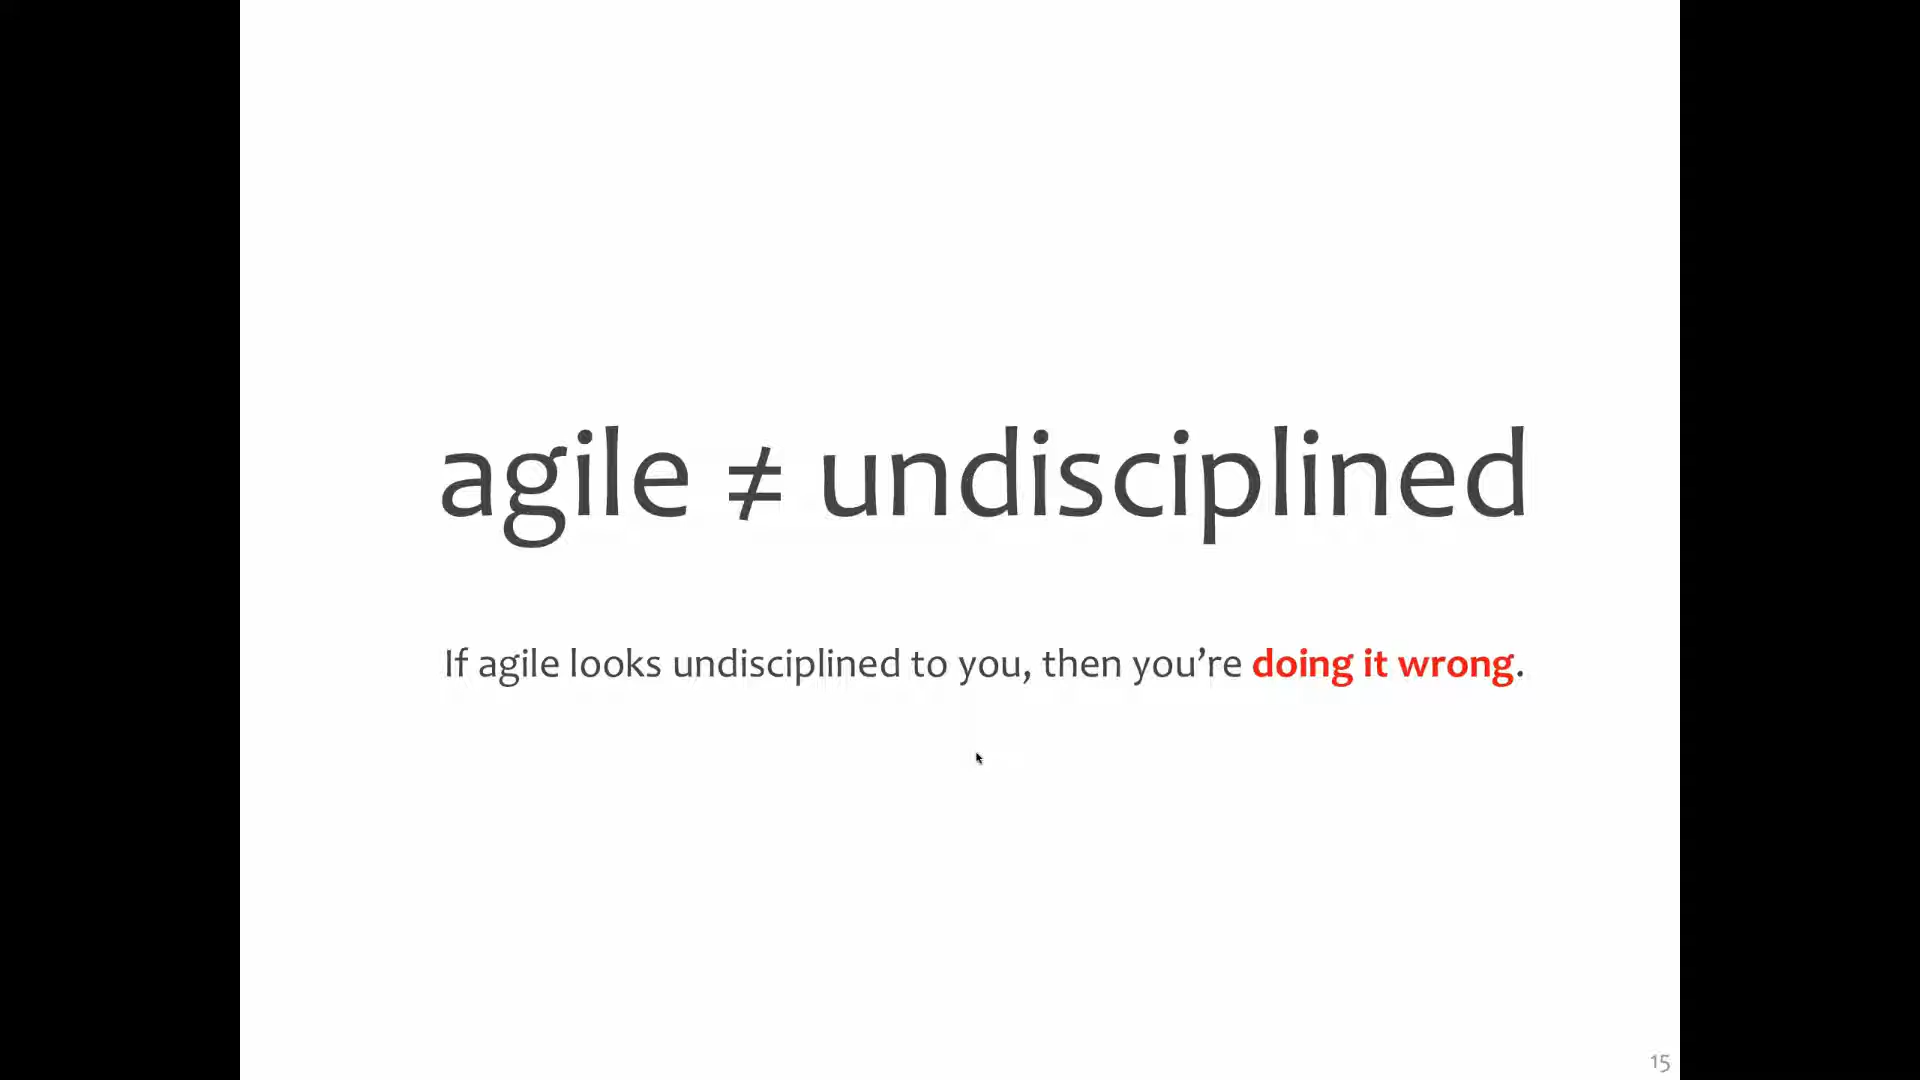 agile ≠ undisciplined
If agile looks undisciplined to you, then you’re doing it wrong.
15